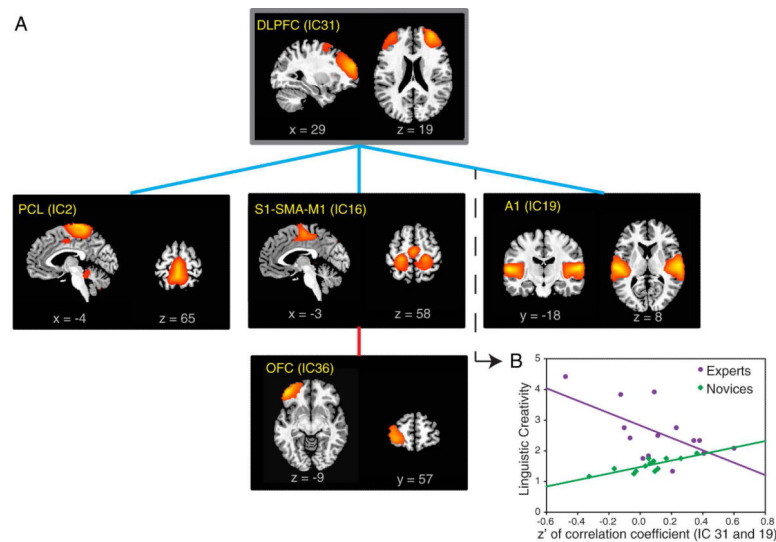 A
DLPFC (IC31)
x = 29
z = 19
PCL (IC2)
x = -4
z = 65
S1-SMA-M1 (IC16)
x = -3
z = 58
A1 (IC19)
y = -18
z = 8
OFC (IC36)
z = -9
y = 57
B
Experts
Novices
Linguistic Creativity
5
4
3
2
1
0
-0.6 -0.4 -0.2 0.0 0.2 0.4 0.6 0.8
z' of correlation coefficient (IC 31 and 19)